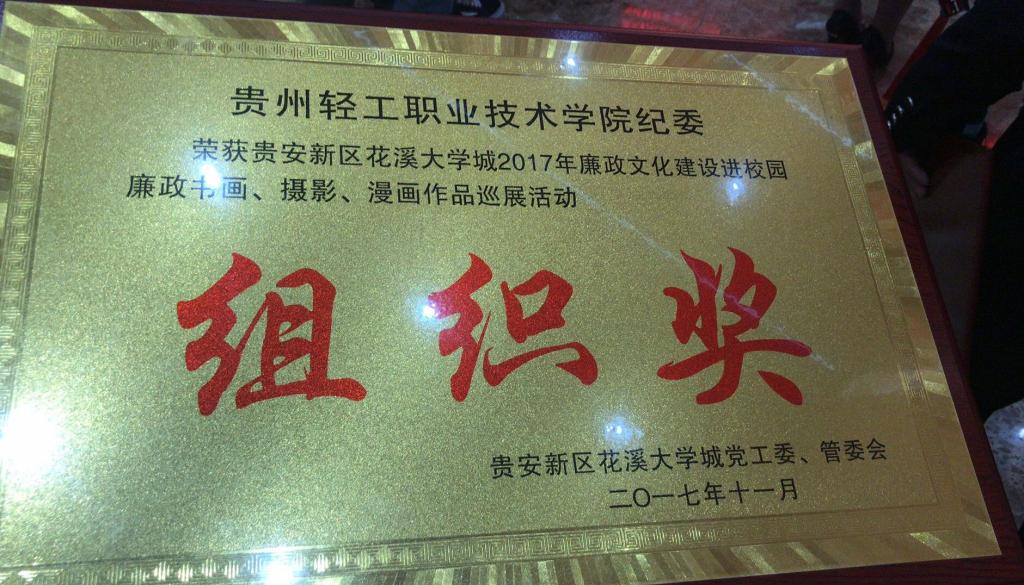 贵州轻工职业技术学院纪委
荣获贵安新区花溪大学城2017年廉政文化建设进校园
廉政书画、摄影、漫画作品巡展活动
组织奖
贵安新区花溪大学城党工委、管委会
二〇一七年十一月